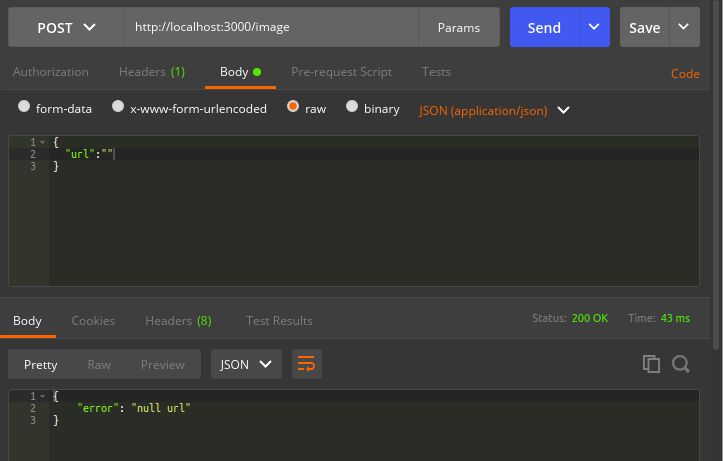 POST http://localhost:3000/image Params Send Save
Authorization Headers (1) Body Pre-request Script Tests Code
form-data x-www-form-urlencoded raw binary JSON (application/json)
1 {
2 "url":""
3 }
Body Cookies Headers (8) Test Results Status: 200 OK Time: 43 ms
Pretty Raw Preview JSON
1 {
2 "error": "null url"
3 }